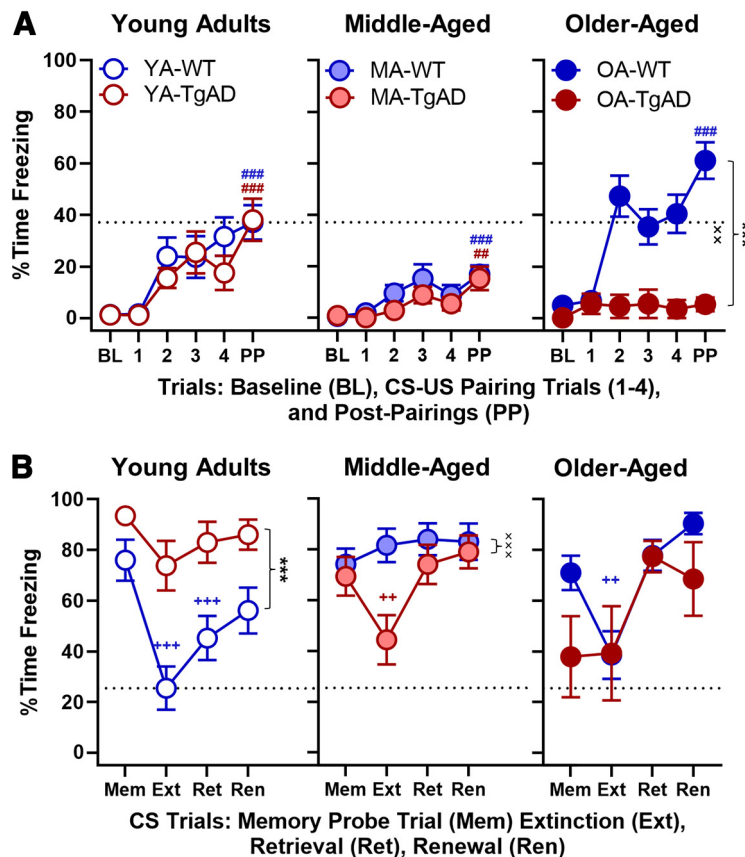 A
Young Adults
Middle-Aged
Older-Aged
%Time Freezing
100
80
60
40
20
0
YA-WT
YA-TgAD
MA-WT
MA-TgAD
OA-WT
OA-TgAD
###
###
###
##
###
××
BL 1 2 3 4 PP
BL 1 2 3 4 PP
BL 1 2 3 4 PP
Trials: Baseline (BL), CS-US Pairing Trials (1-4),
and Post-Pairings (PP)
B
Young Adults
Middle-Aged
Older-Aged
%Time Freezing
100
80
60
40
20
0
+++
+++
***
++
×××
++
Mem Ext Ret Ren
Mem Ext Ret Ren
Mem Ext Ret Ren
CS Trials: Memory Probe Trial (Mem) Extinction (Ext),
Retrieval (Ret), Renewal (Ren)